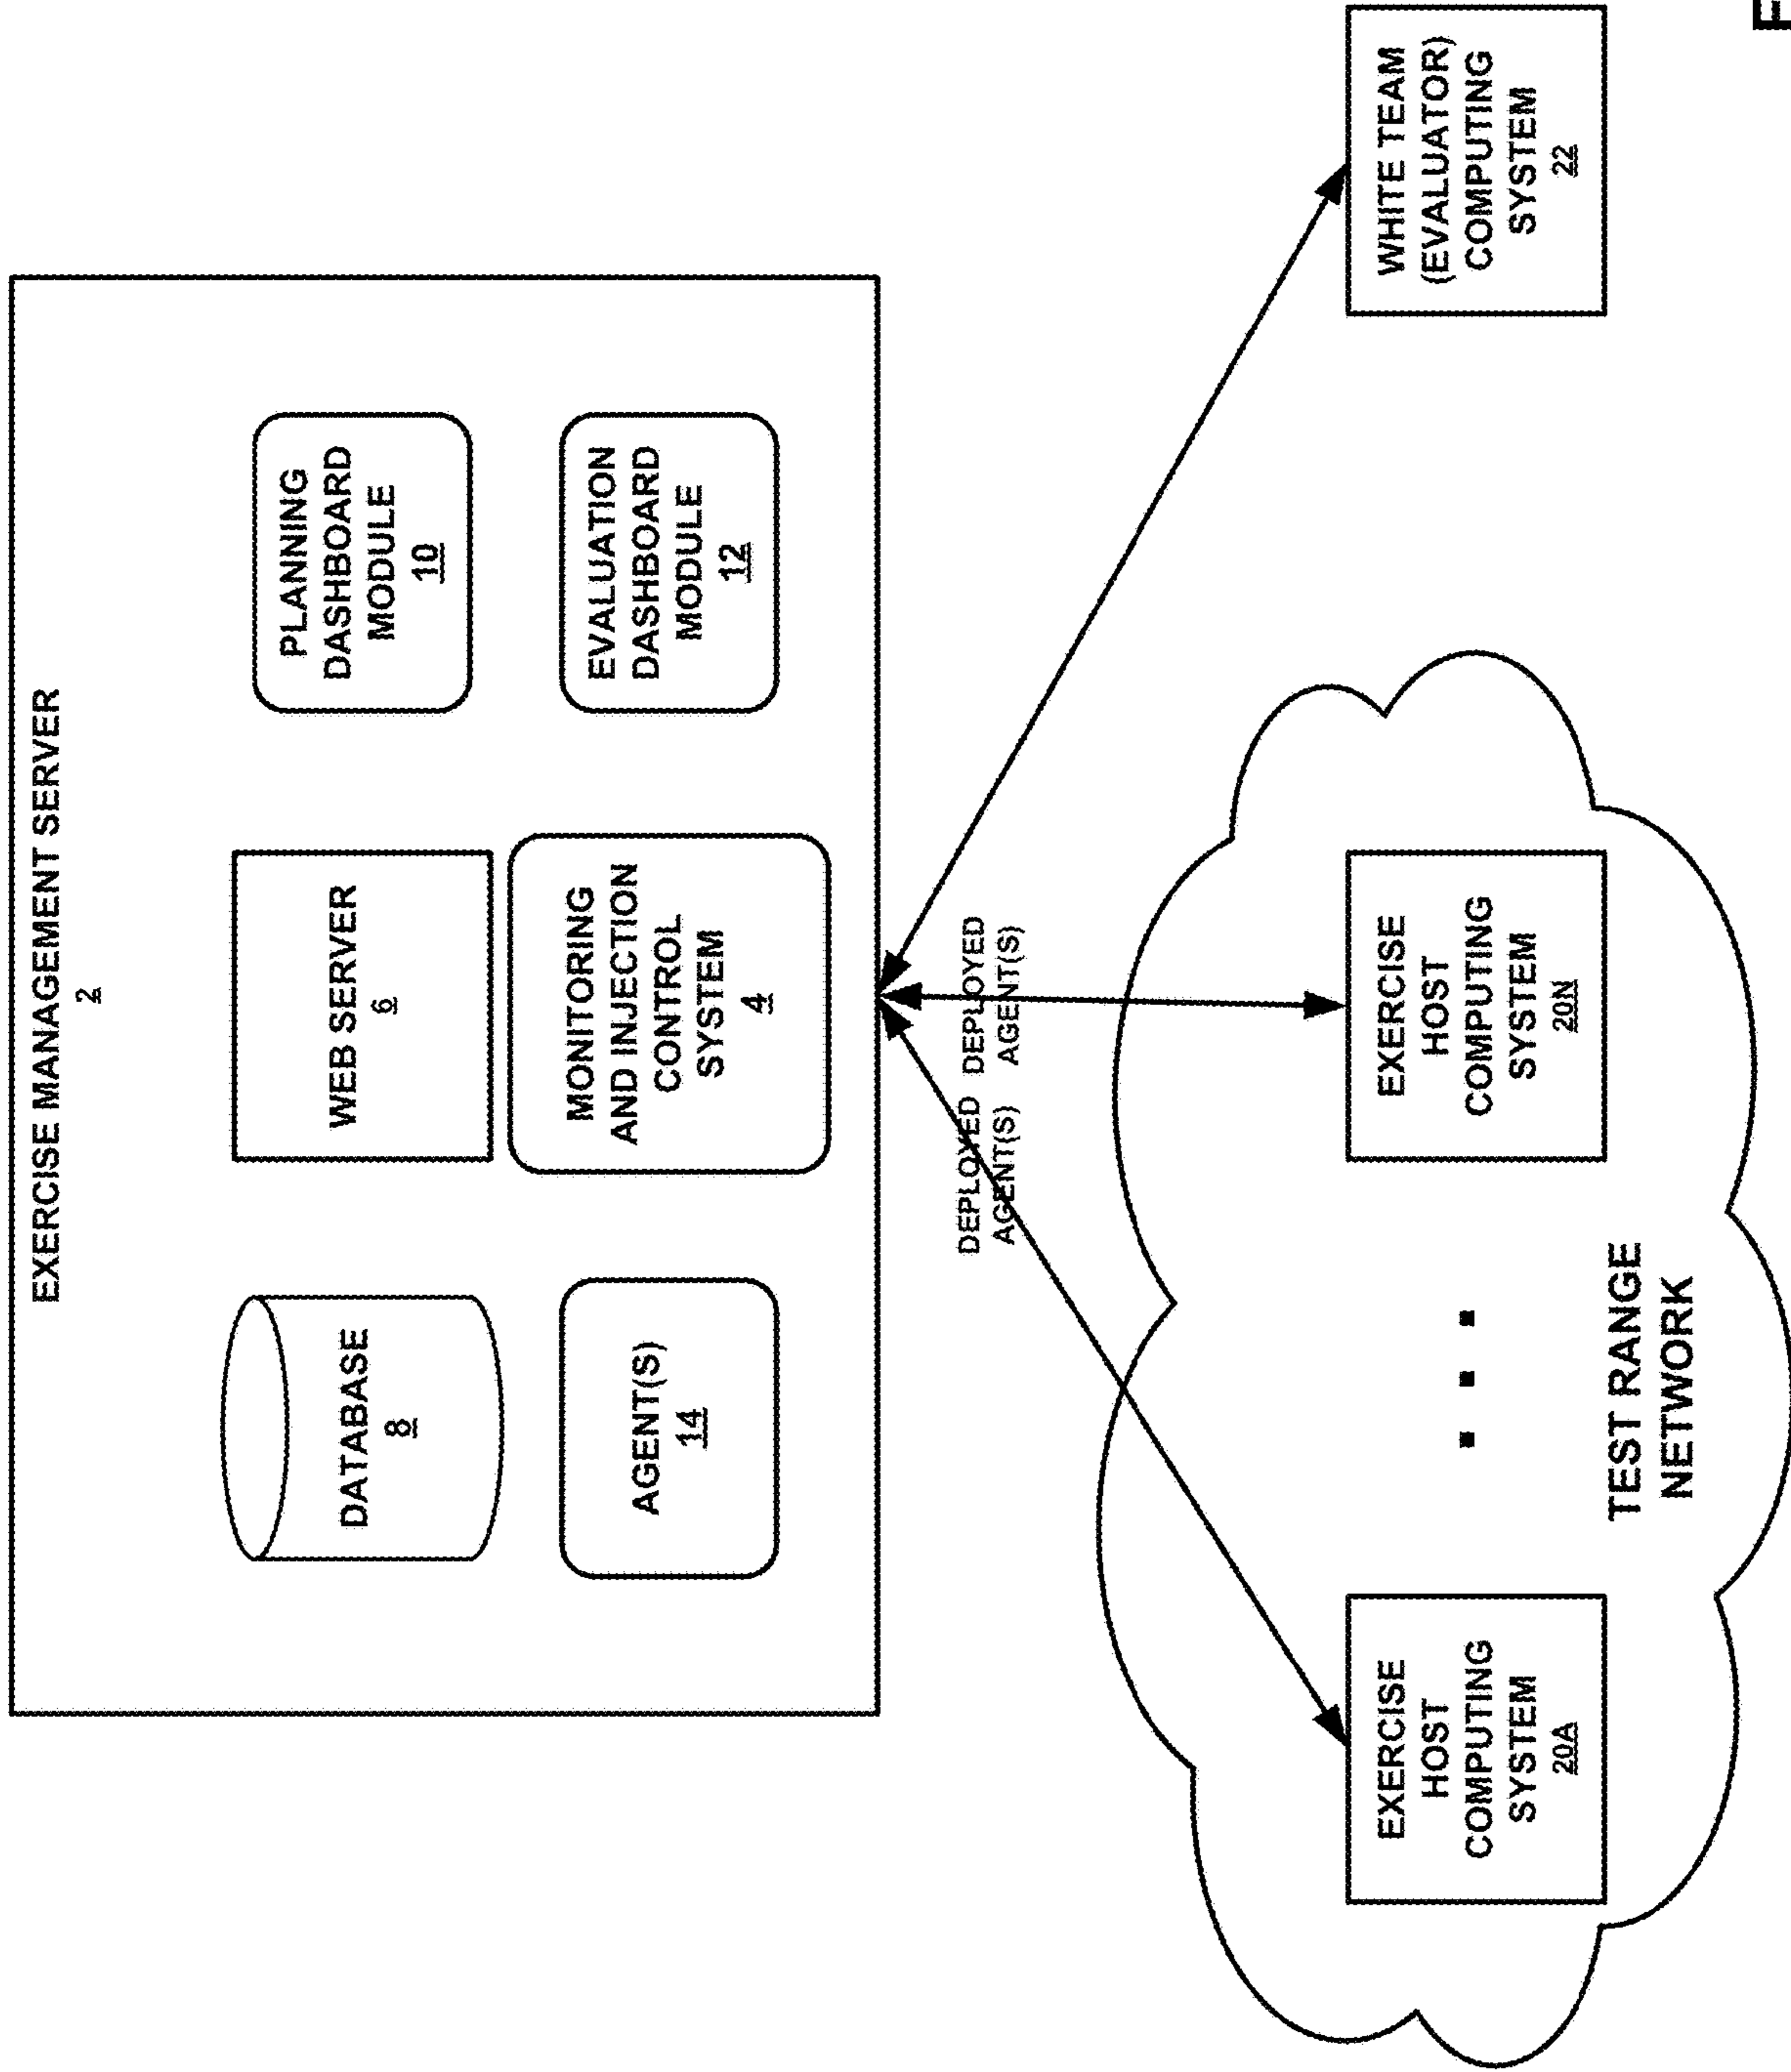 EXERCISE MANAGEMENT SERVER
2
DATABASE
8
WEB SERVER
6
PLANNING
DASHBOARD
MODULE
10
AGENT(S)
14
MONITORING
AND INJECTION
CONTROL
SYSTEM
4
EVALUATION
DASHBOARD
MODULE
12
DEPLOYED
AGENT(S)
DEPLOYED
AGENT(S)
EXERCISE
HOST
COMPUTING
SYSTEM
20A
EXERCISE
HOST
COMPUTING
SYSTEM
20N
WHITE TEAM
(EVALUATOR)
COMPUTING
SYSTEM
22
TEST RANGE
NETWORK